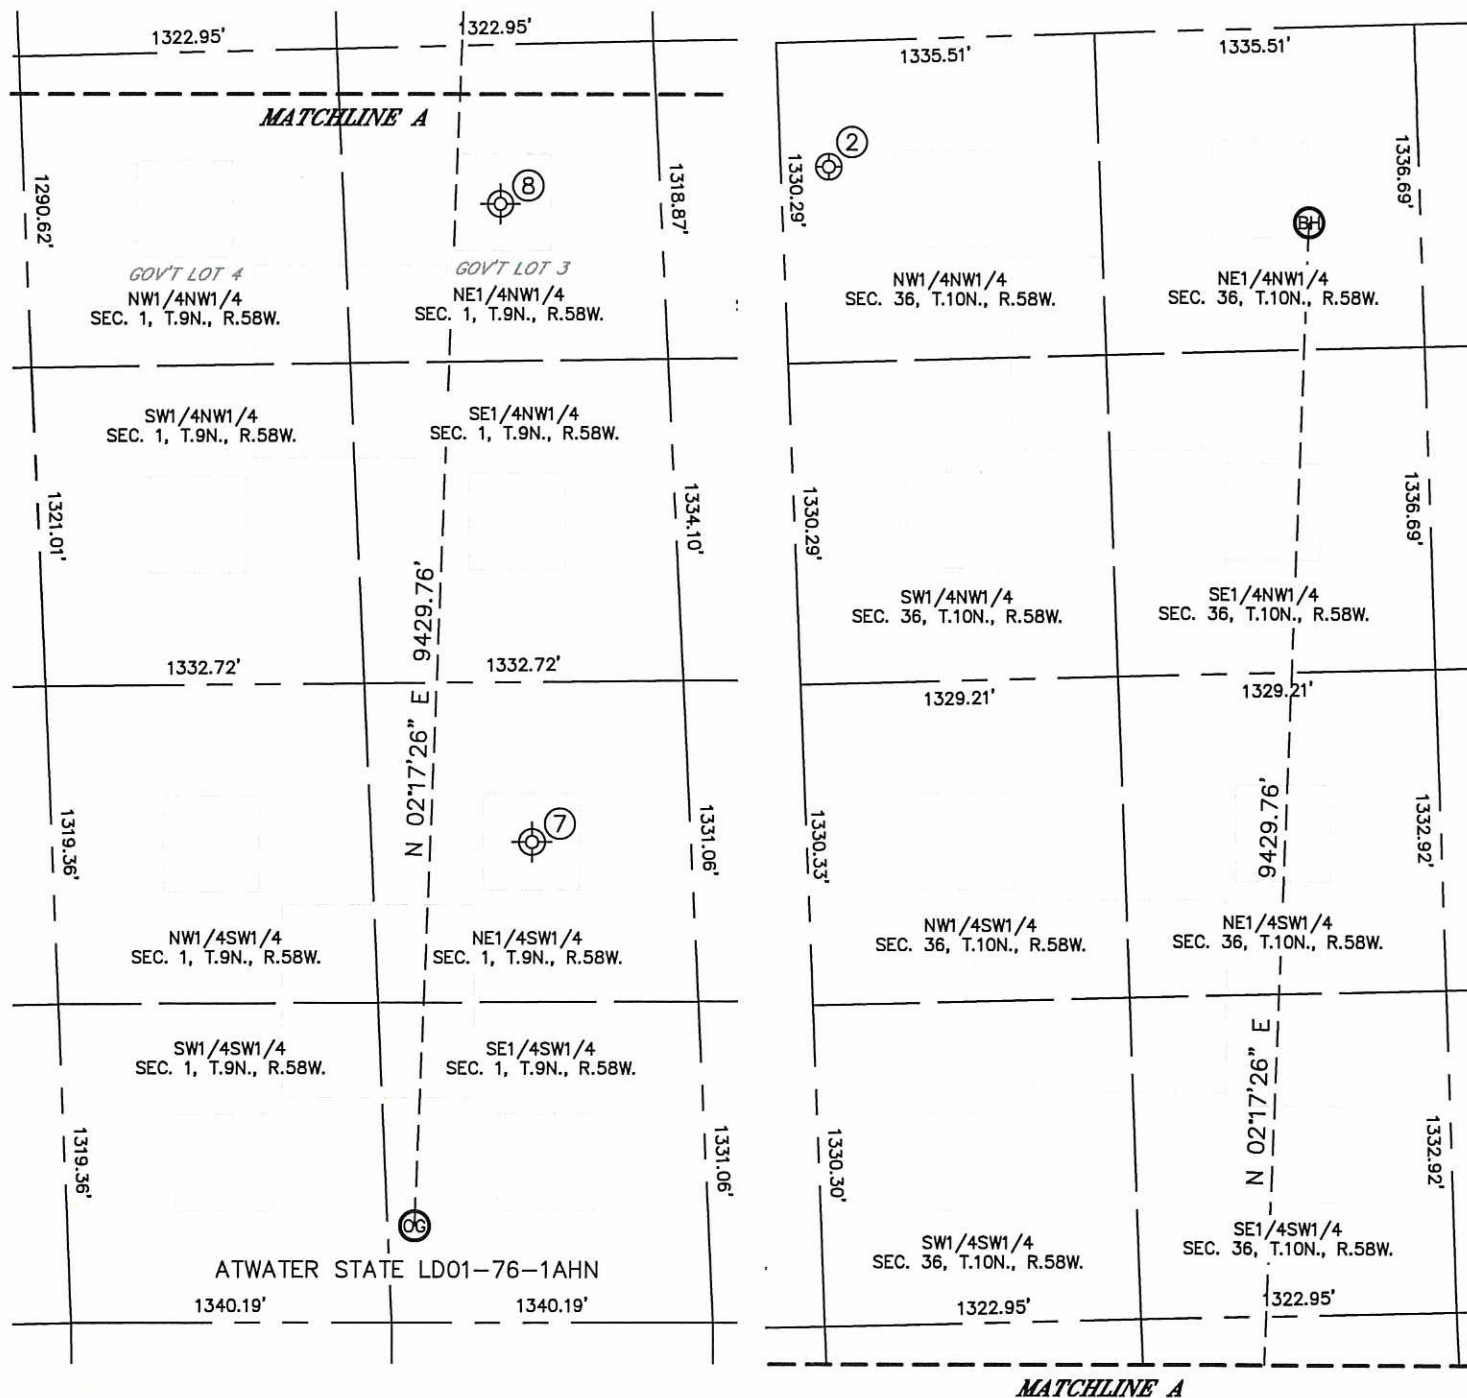 1322.95'
1322.95'
MATCHLINE A
1290.62'
8
1318.87'
GOV'T LOT 4
NW1/4NW1/4
SEC. 1, T.9N., R.58W.
GOV'T LOT 3
NE1/4NW1/4
SEC. 1, T.9N., R.58W.
SW1/4NW1/4
SEC. 1, T.9N., R.58W.
SE1/4NW1/4
SEC. 1, T.9N., R.58W.
1321.01'
1334.10'
N 02°17'26" E 9429.76'
1332.72'
1332.72'
1319.36'
7
1331.06'
NW1/4SW1/4
SEC. 1, T.9N., R.58W.
NE1/4SW1/4
SEC. 1, T.9N., R.58W.
SW1/4SW1/4
SEC. 1, T.9N., R.58W.
SE1/4SW1/4
SEC. 1, T.9N., R.58W.
1319.36'
1331.06'
OG
ATWATER STATE LD01-76-1AHN
1340.19'
1340.19'
1335.51'
1335.51'
2
1330.29'
1336.69'
BH
NW1/4NW1/4
SEC. 36, T.10N., R.58W.
NE1/4NW1/4
SEC. 36, T.10N., R.58W.
1330.29'
1336.69'
SW1/4NW1/4
SEC. 36, T.10N., R.58W.
SE1/4NW1/4
SEC. 36, T.10N., R.58W.
1329.21'
1329.21'
1330.33'
9429.76'
1332.92'
NW1/4SW1/4
SEC. 36, T.10N., R.58W.
NE1/4SW1/4
SEC. 36, T.10N., R.58W.
N 02°17'26" E
1330.30'
1332.92'
SW1/4SW1/4
SEC. 36, T.10N., R.58W.
SE1/4SW1/4
SEC. 36, T.10N., R.58W.
1322.95'
1322.95'
MATCHLINE A